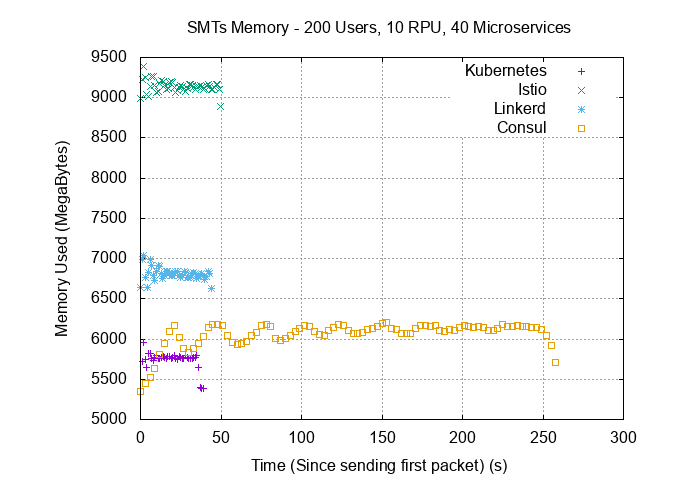 SMTs Memory - 200 Users, 10 RPU, 40 Microservices
9500
9000
8500
8000
7500
7000
6500
6000
5500
5000
Memory Used (MegaBytes)
Kubernetes
Istio
Linkerd
Consul
0 50 100 150 200 250 300
Time (Since sending first packet) (s)